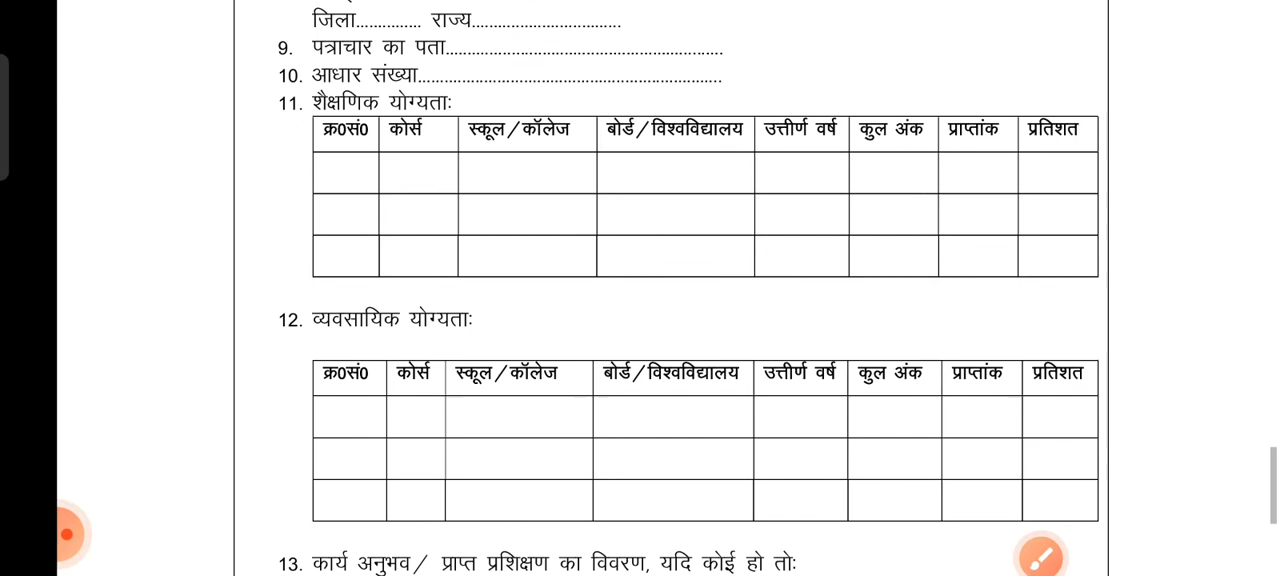 जिला............... राज्य...................................
9. पत्राचार का पता................................................................
10. आधार संख्या......................................................................
11. शैक्षणिक योग्यताः
क्र0सं0 कोर्स स्कूल/कॉलेज बोर्ड/विश्वविद्यालय उत्तीर्ण वर्ष कुल अंक प्राप्तांक प्रतिशत
12. व्यवसायिक योग्यताः
क्र0सं0 कोर्स स्कूल/कॉलेज बोर्ड/विश्वविद्यालय उत्तीर्ण वर्ष कुल अंक प्राप्तांक प्रतिशत
13. कार्य अनुभव/ प्राप्त प्रशिक्षण का विवरण, यदि कोई हो तोः